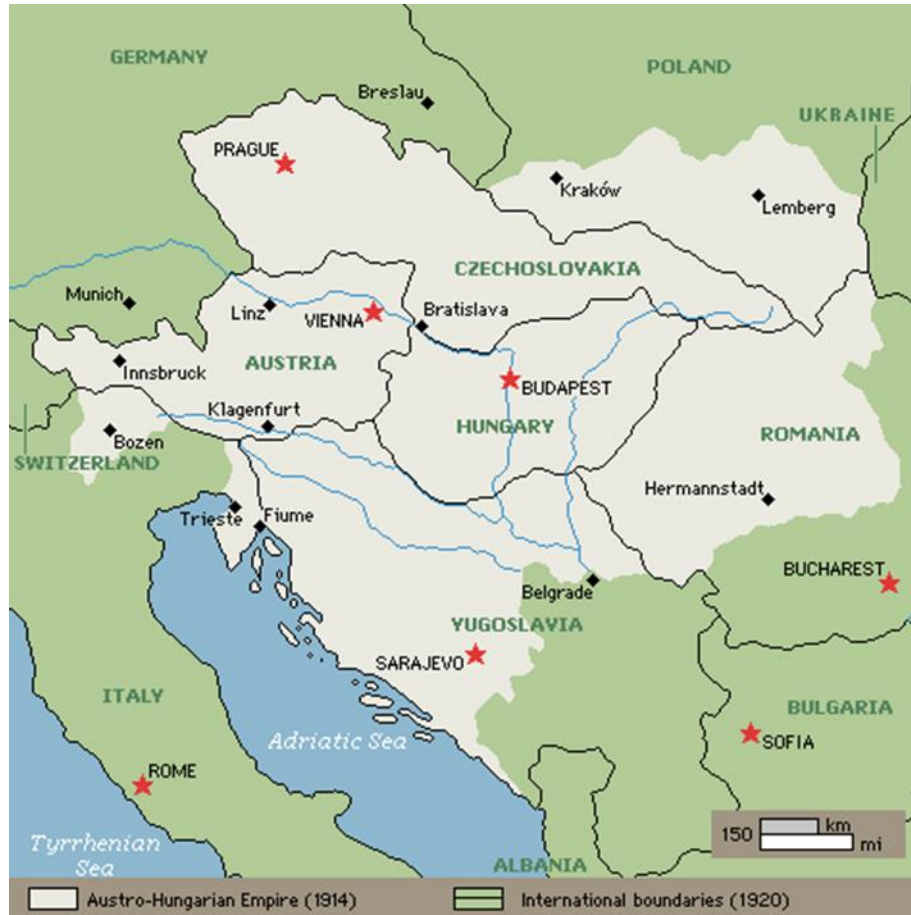 GERMANY
POLAND
Breslau
UKRAINE
PRAGUE
Kraków
Lemberg
CZECHOSLOVAKIA
Munich
Linz
VIENNA
Bratislava
Innsbruck
AUSTRIA
BUDAPEST
Klagenfurt
HUNGARY
Bozen
ROMANIA
SWITZERLAND
Hermannstadt
Trieste
Fiume
BUCHAREST
Belgrade
YUGOSLAVIA
SARAJEVO
ITALY
BULGARIA
Adriatic Sea
SOFIA
ROME
150
km
mi
Tyrrhenian
Sea
ALBANIA
Austro-Hungarian Empire (1914)
International boundaries (1920)